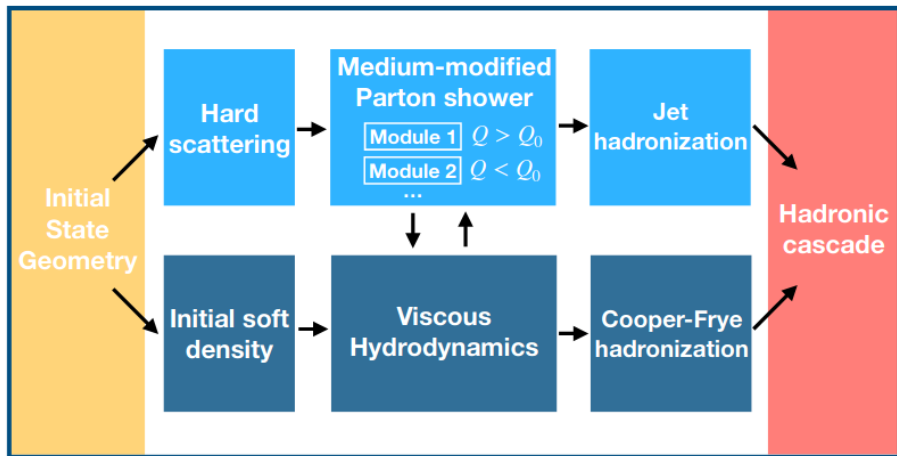 Initial
State
Geometry
Hard
scattering
Medium-modified
Parton shower
Module 1 Q > Q₀
Module 2 Q < Q₀
...
Jet
hadronization
Initial soft
density
Viscous
Hydrodynamics
Cooper-Frye
hadronization
Hadronic
cascade